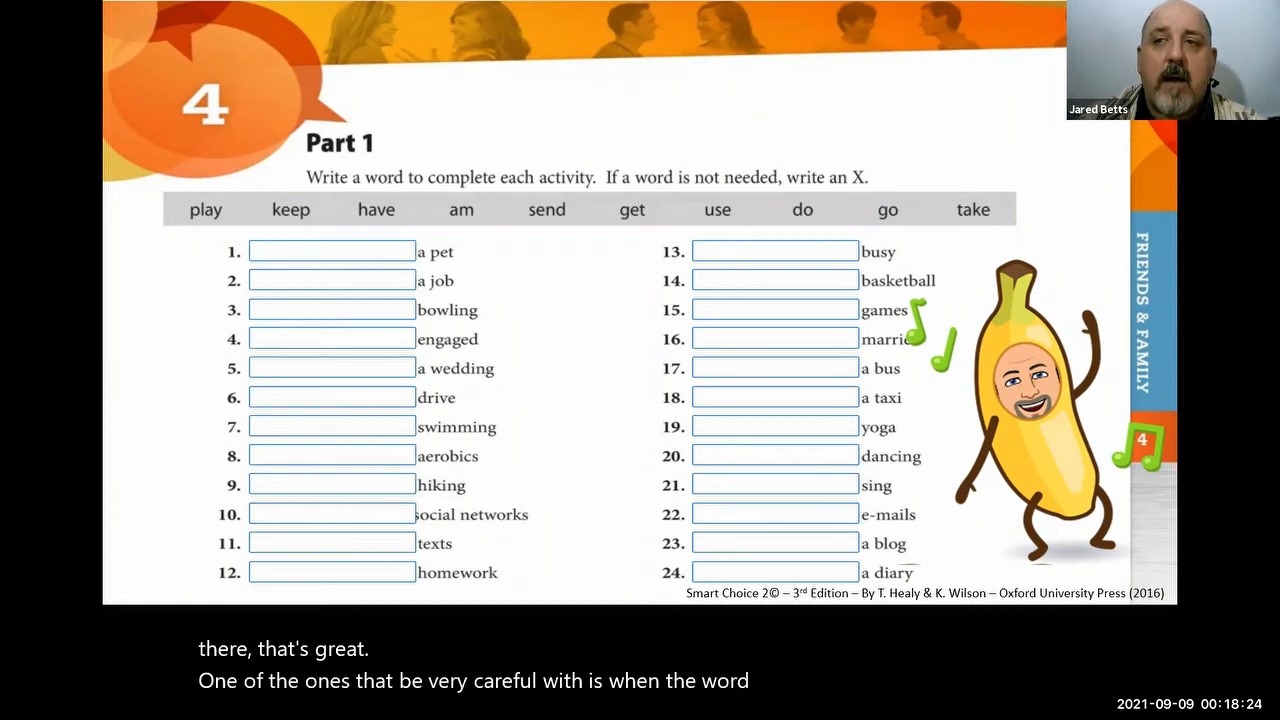 Jared Betts
4
Part 1
Write a word to complete each activity. If a word is not needed, write an X.
play keep have am send get use do go take
1. a pet
2. a job
3. bowling
4. engaged
5. a wedding
6. drive
7. swimming
8. aerobics
9. hiking
10. social networks
11. texts
12. homework
13. busy
14. basketball
15. games
16. marrie
17. a bus
18. a taxi
19. yoga
20. dancing
21. sing
22. e-mails
23. a blog
24. a diary
FRIENDS & FAMILY
4
Smart Choice 2© – 3rd Edition – By T. Healy & K. Wilson – Oxford University Press (2016)
there, that's great.
One of the ones that be very careful with is when the word
2021-09-09 00:18:24